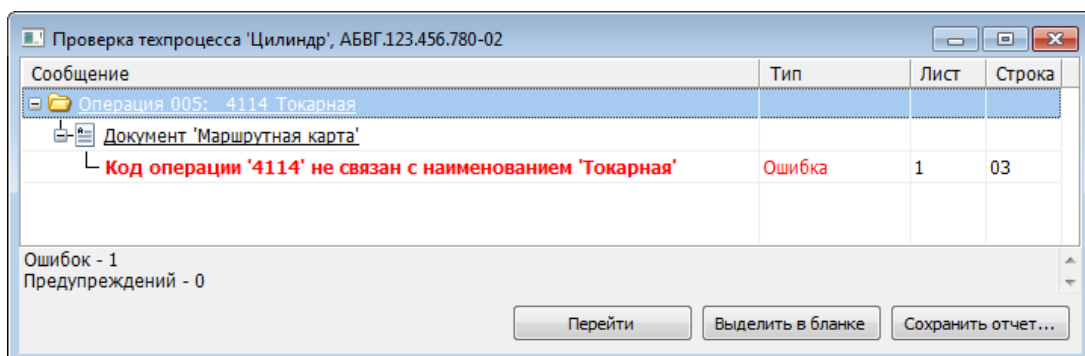 Проверка техпроцесса 'Цилиндр', АБВГ.123.456.780-02
Сообщение Тип Лист Строка
Операция 005: 4114 Токарная
Документ 'Маршрутная карта'
Код операции '4114' не связан с наименованием 'Токарная' Ошибка 1 03
Ошибок - 1
Предупреждений - 0
Перейти Выделить в бланке Сохранить отчет...